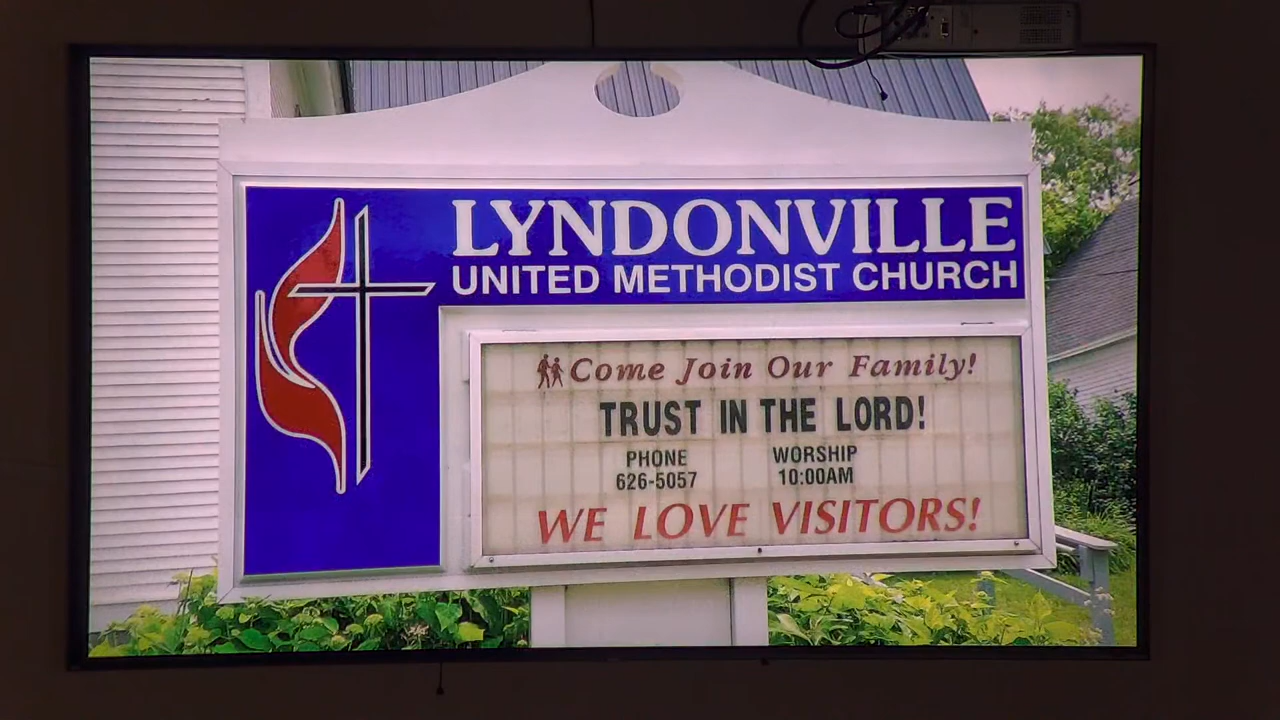 LYNDONVILLE
UNITED METHODIST CHURCH
Come Join Our Family!
TRUST IN THE LORD!
PHONE WORSHIP
626-5057 10:00AM
WE LOVE VISITORS!